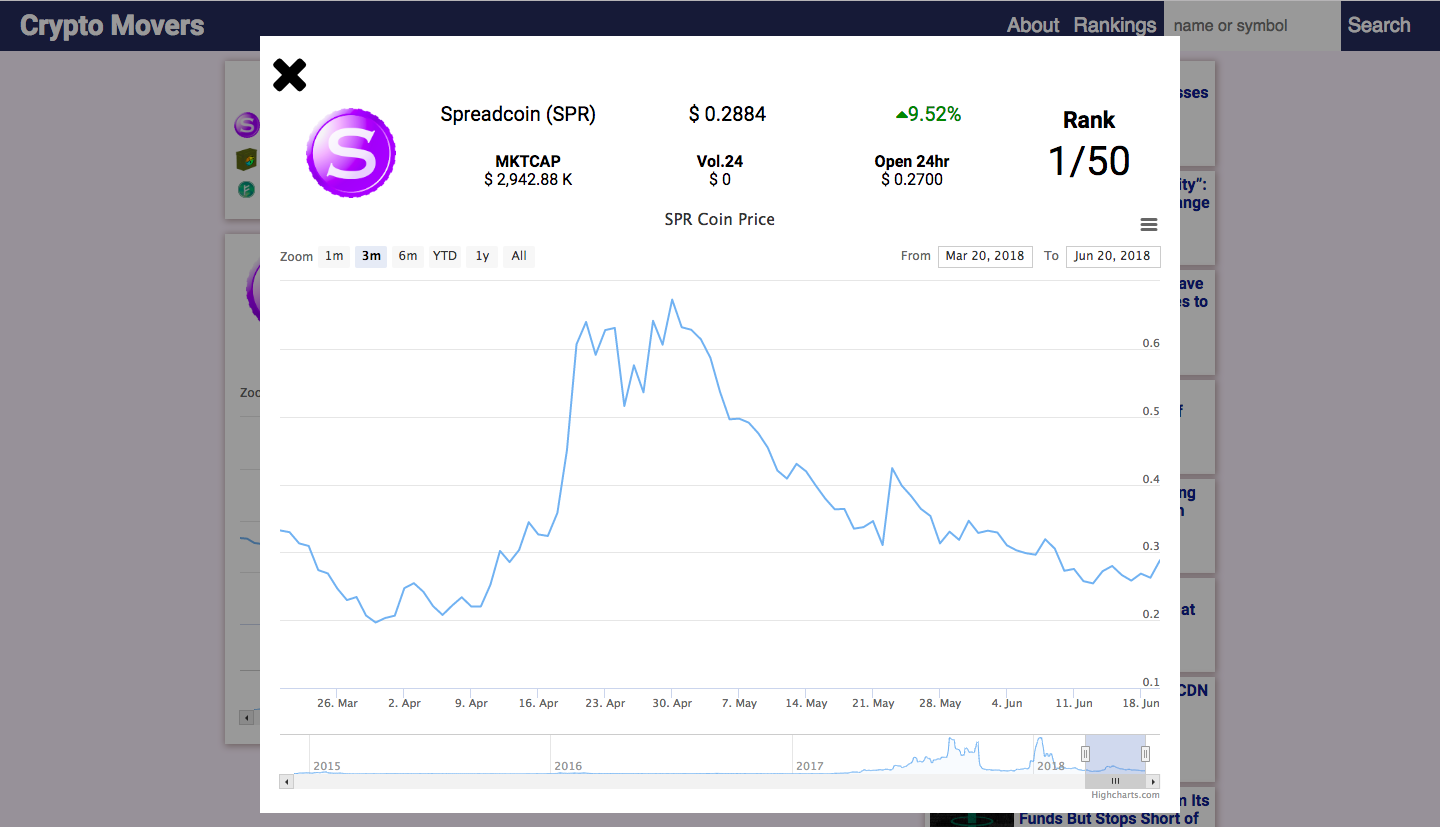 Crypto Movers
About Rankings name or symbol Search
Spreadcoin (SPR) $ 0.2884 9.52%
Rank
1/50
MKTCAP Vol.24 Open 24hr
$ 2,942.88 K $ 0 $ 0.2700
SPR Coin Price
Zoom 1m 3m 6m YTD 1y All From Mar 20, 2018 To Jun 20, 2018
0.6
0.5
0.4
0.3
0.2
0.1
26. Mar 2. Apr 9. Apr 16. Apr 23. Apr 30. Apr 7. May 14. May 21. May 28. May 4. Jun 11. Jun 18. Jun
2015 2016 2017 2018
Highcharts.com
S
S
ity”:
ange
ave
es to
ng
at
CDN
n Its
Funds But Stops Short of